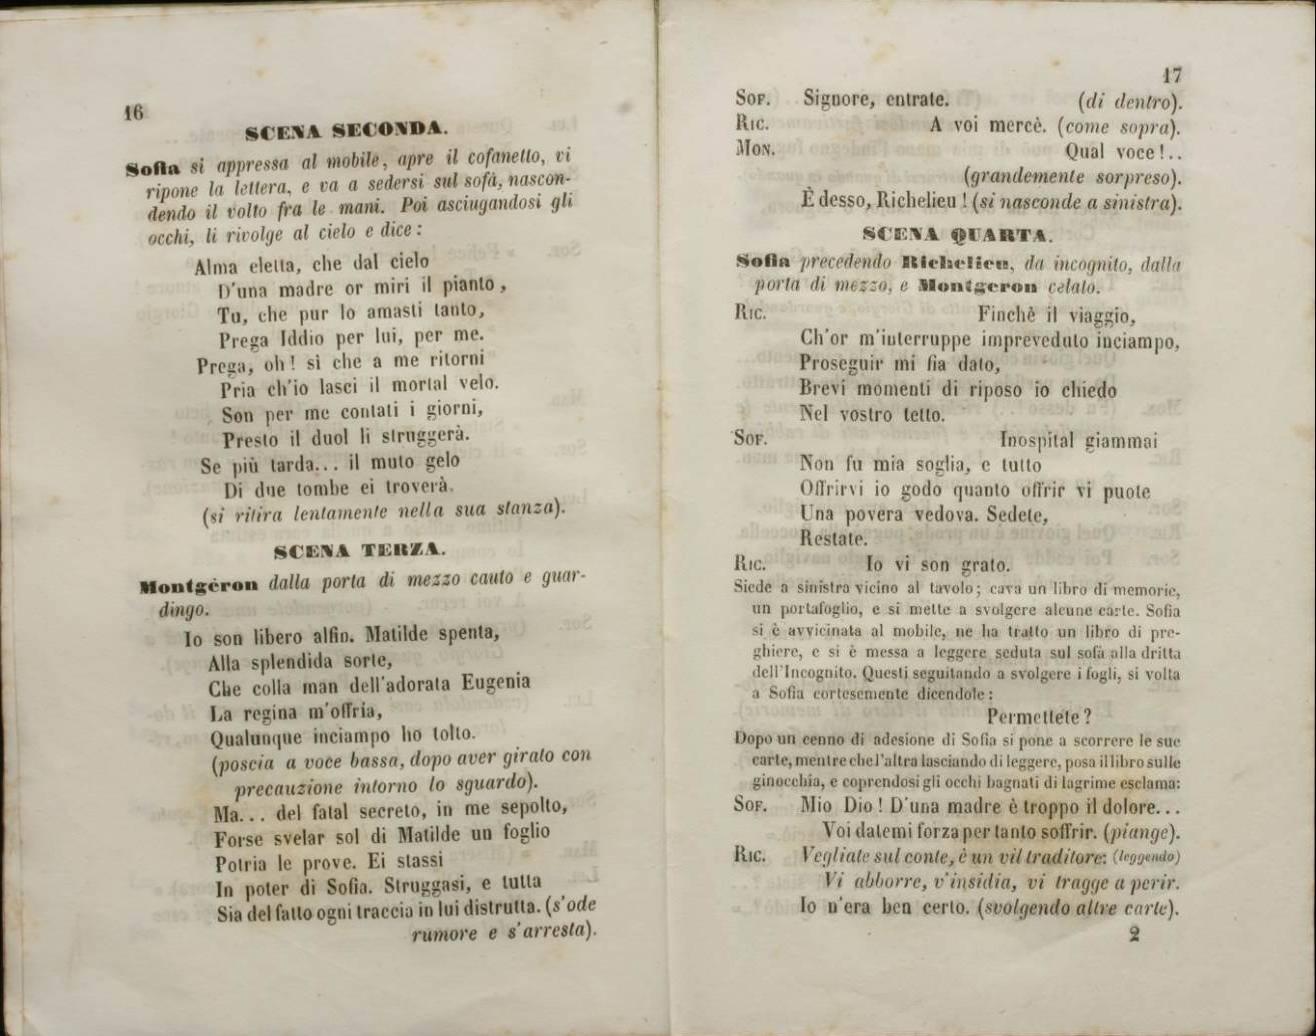 16
SCENA SECONDA.
Sofia si appressa al mobile, apre il cofanetto, vi
ripone la lettera, e va a sedersi sul sofà, nascon-
dendo il volto fra le mani. Poi asciugandosi gli
occhi, li rivolge al cielo e dice :
Alma eletta, che dal cielo
D'una madre or miri il pianto ,
Tu, che pur lo amasti tanto,
Prega Iddio per lui, per me.
Prega, oh! sì che a me ritorni
Pria ch'io lasci il mortal velo.
Son per me contati i giorni,
Presto il duol li struggerà.
Se più tarda... il muto gelo
Di due tombe ei troverà.
(si ritira lentamente nella sua stanza).
SCENA TERZA.
Montgéron dalla porta di mezzo cauto e guar-
dingo.
Io son libero alfin. Matilde spenta,
Alla splendida sorte,
Che colla man dell'adorata Eugenia
La regina m'offria,
Qualunque inciampo ho tolto.
(poscia a voce bassa, dopo aver girato con
precauzione intorno lo sguardo).
Ma... del fatal secreto, in me sepolto,
Forse svelar sol di Matilde un foglio
Potria le prove. Ei stassi
In poter di Sofia. Struggasi, e tutta
Sia del fatto ogni traccia in lui distrutta. (s'ode
rumore e s'arresta).
17
SOF. Signore, entrate. (di dentro).
RIC. A voi mercè. (come sopra).
MON. Qual voce!..
(grandemente sorpreso).
È desso, Richelieu ! (si nasconde a sinistra).
SCENA QUARTA.
Sofia precedendo Richelieu, da incognito, dalla
porta di mezzo, e Montgeron celato.
RIC. Finchè il viaggio,
Ch'or m'interruppe impreveduto inciampo,
Proseguir mi fia dato,
Brevi momenti di riposo io chiedo
Nel vostro tetto.
SOF. Inospital giammai
Non fu mia soglia, e tutto
Offrirvi io godo quanto offrir vi puote
Una povera vedova. Sedete,
Restate.
RIC. Io vi son grato.
Siede a sinistra vicino al tavolo; cava un libro di memorie,
un portafoglio, e si mette a svolgere alcune carte. Sofia
si è avvicinata al mobile, ne ha tratto un libro di pre-
ghiere, e si è messa a leggere seduta sul sofà alla dritta
dell'Incognito. Questi seguitando a svolgere i fogli, si volta
a Sofia cortesemente dicendole :
Permettete ?
Dopo un cenno di adesione di Sofia si pone a scorrere le sue
carte, mentre che l'altra lasciando di leggere, posa il libro sulle
ginocchia, e coprendosi gli occhi bagnati di lagrime esclama:
SOF. Mio Dio ! D'una madre è troppo il dolore...
Voi datemi forza per tanto soffrir. (piange).
RIC. Vegliate sul conte, è un vil traditore: (leggendo)
Vi abborre, v'insidia, vi tragge a perir.
Io n'era ben certo. (svolgendo altre carte).
2